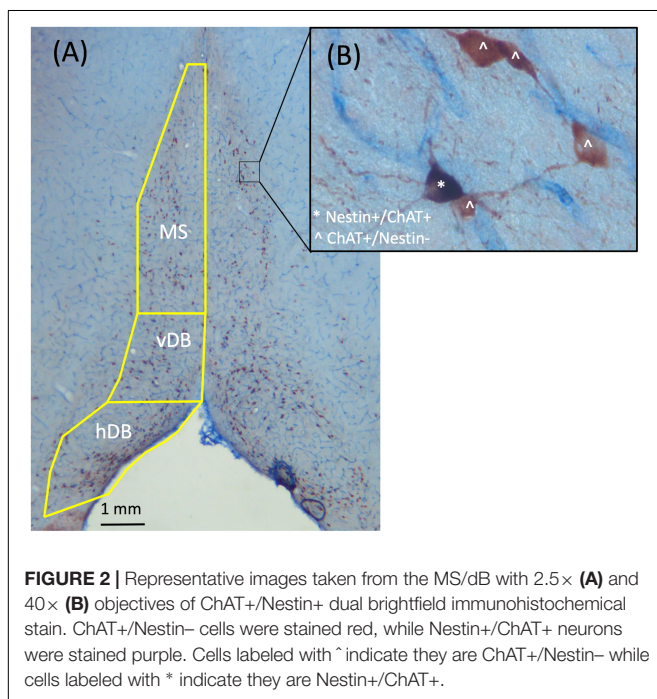 (A)
(B)
^
^
^
*
^
* Nestin+/ChAT+
^ ChAT+/Nestin-
MS
vDB
hDB
1 mm
FIGURE 2 | Representative images taken from the MS/dB with 2.5× (A) and
40× (B) objectives of ChAT+/Nestin+ dual brightfield immunohistochemical
stain. ChAT+/Nestin– cells were stained red, while Nestin+/ChAT+ neurons
were stained purple. Cells labeled with ^ indicate they are ChAT+/Nestin– while
cells labeled with * indicate they are Nestin+/ChAT+.